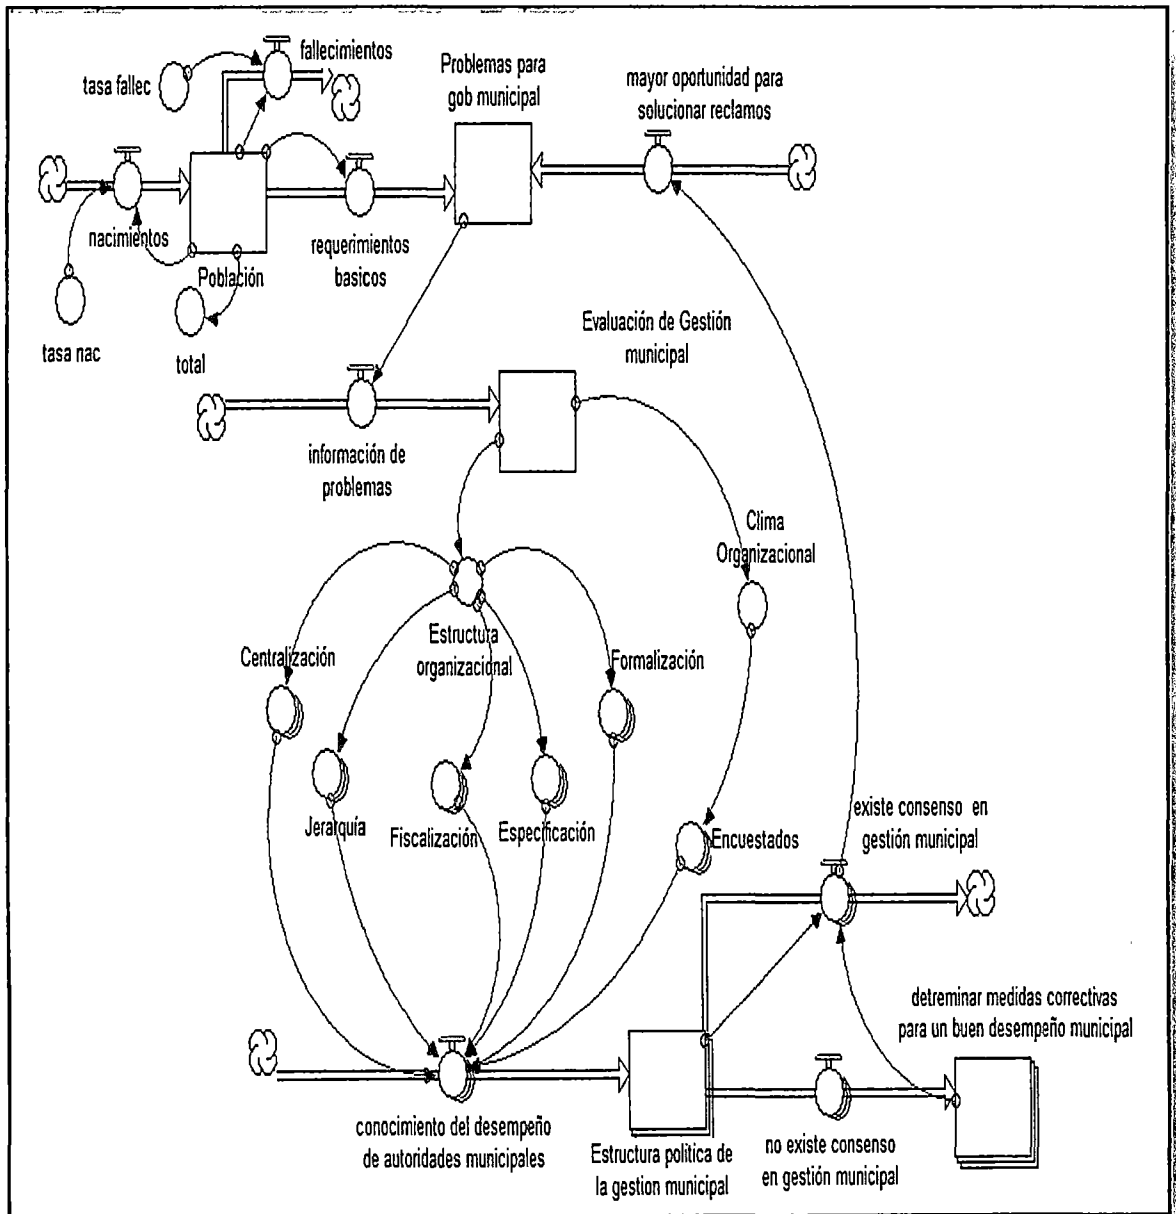 fallecimientos
tasa fallec
Problemas para
gob municipal
mayor oportunidad para
solucionar reclamos
nacimientos
Población
requerimientos
basicos
tasa nac
total
Evaluación de Gestión
municipal
información de
problemas
Clima
Organizacional
Estructura
organizacional
Centralización
Formalización
Jerarquía
Fiscalización
Especificación
Encuestados
existe consenso en
gestión municipal
detreminar medidas correctivas
para un buen desempeño municipal
conocimiento del desempeño
de autoridades municipales
Estructura política de
la gestion municipal
no existe consenso
en gestión municipal